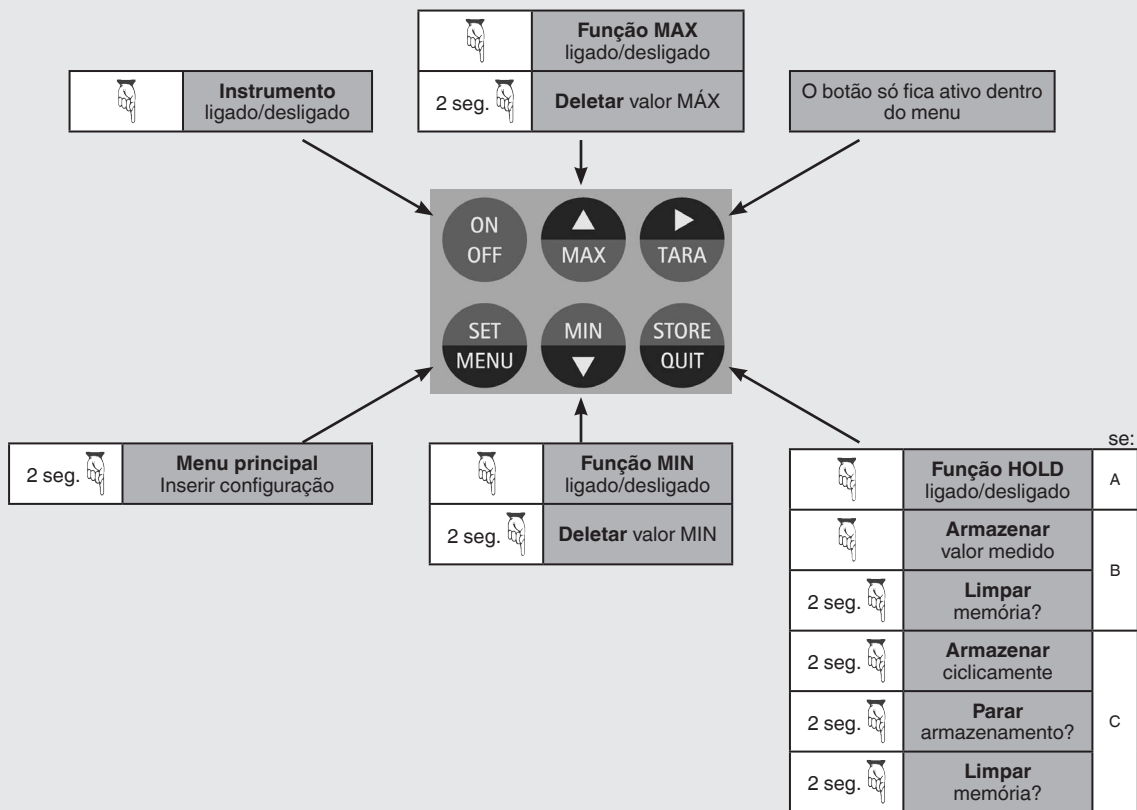 Função MAX
ligado/desligado
2 seg.
Deletar valor MÁX
Instrumento
ligado/desligado
O botão só fica ativo dentro
do menu
ON
OFF
MAX
TARA
SET
MENU
MIN
STORE
QUIT
2 seg.
Menu principal
Inserir configuração
Função MIN
ligado/desligado
2 seg.
Deletar valor MIN
se:
Função HOLD
ligado/desligado
A
Armazenar
valor medido
B
2 seg.
Limpar
memória?
2 seg.
Armazenar
ciclicamente
2 seg.
Parar
armazenamento?
C
2 seg.
Limpar
memória?